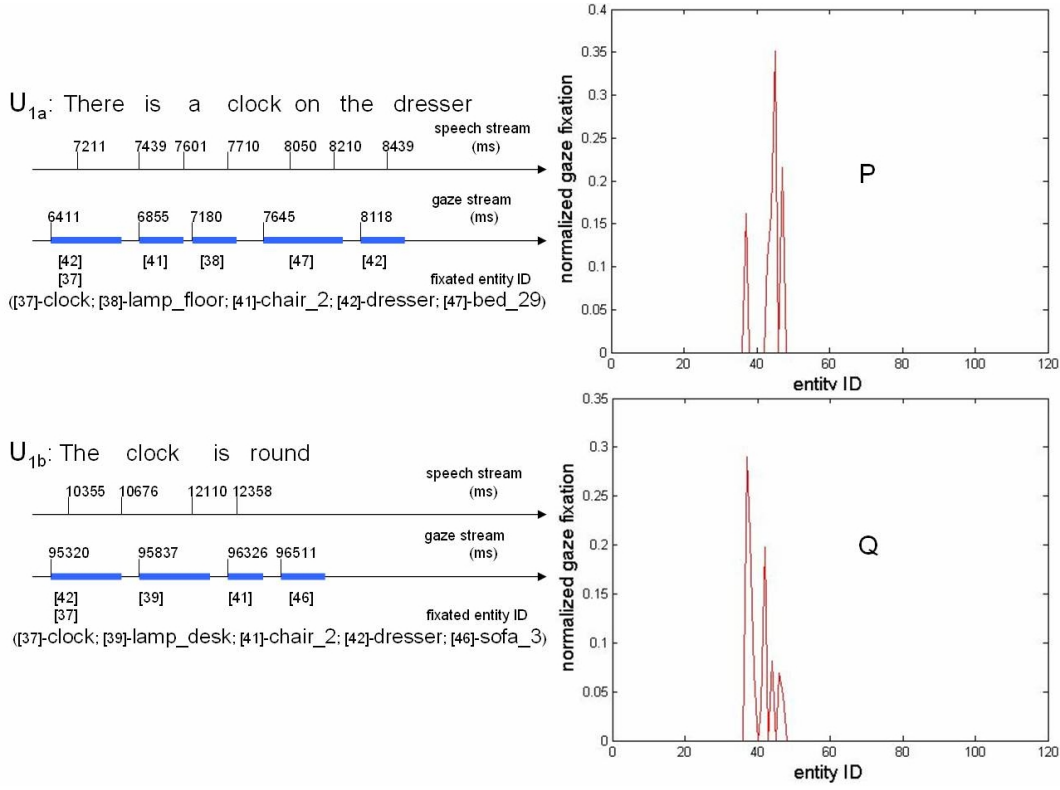 U1a: There is a clock on the dresser
speech stream
(ms)
7211 7439 7601 7710 8050 8210 8439
gaze stream
(ms)
6411 6855 7180 7645 8118
[42] [41] [38] [47] [42]
[37]
fixated entity ID
([37]-clock; [38]-lamp_floor; [41]-chair_2; [42]-dresser; [47]-bed_29)
0.4
0.35
0.3
0.25
0.2
0.15
0.1
0.05
0
normalized gaze fixation
P
0 20 40 60 80 100 120
entity ID
U1b: The clock is round
speech stream
(ms)
10355 10676 12110 12358
gaze stream
(ms)
95320 95837 96326 96511
[42] [39] [41] [46]
[37]
fixated entity ID
([37]-clock; [39]-lamp_desk; [41]-chair_2; [42]-dresser; [46]-sofa_3)
0.35
0.3
0.25
0.2
0.15
0.1
0.05
0
normalized gaze fixation
Q
0 20 40 60 80 100 120
entity ID